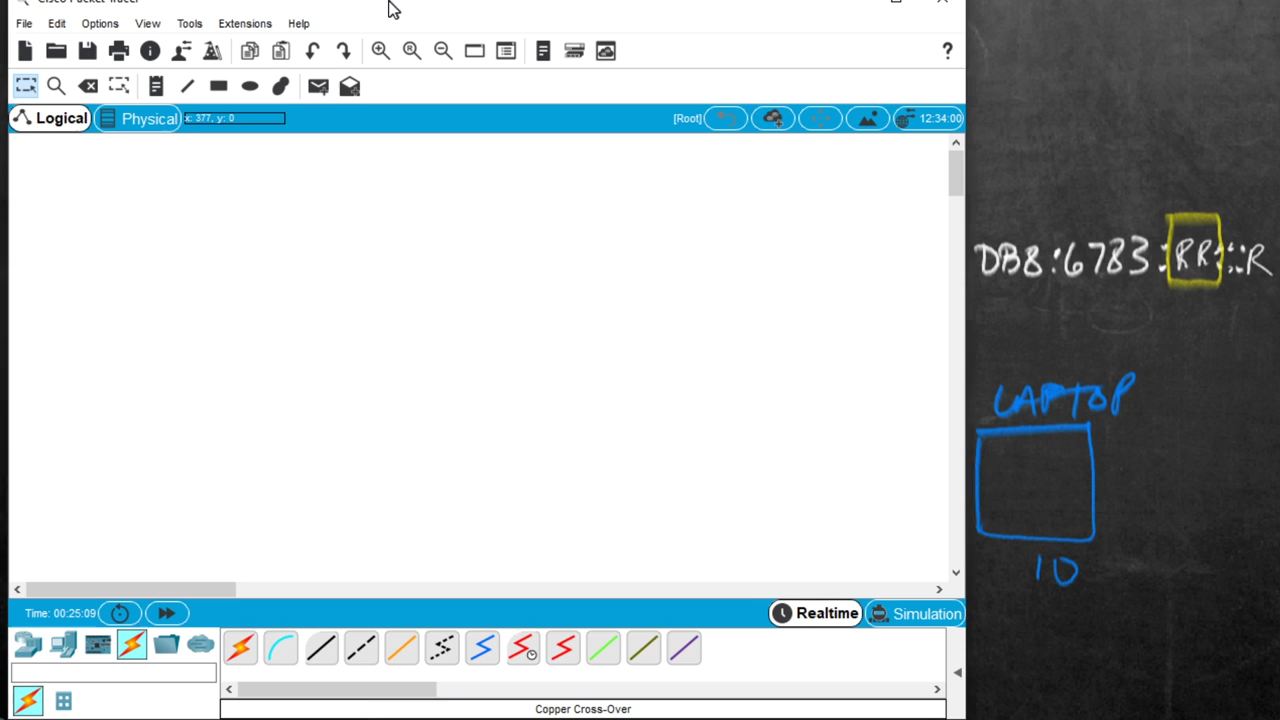 Cisco Packet Tracer
File Edit Options View Tools Extensions Help
?
Logical Physical x: 377, y: 0 [Root] 12:34:00
DB8:6783:RR:::R
LAPTOP
10
Time: 00:25:09 Realtime Simulation
Copper Cross-Over